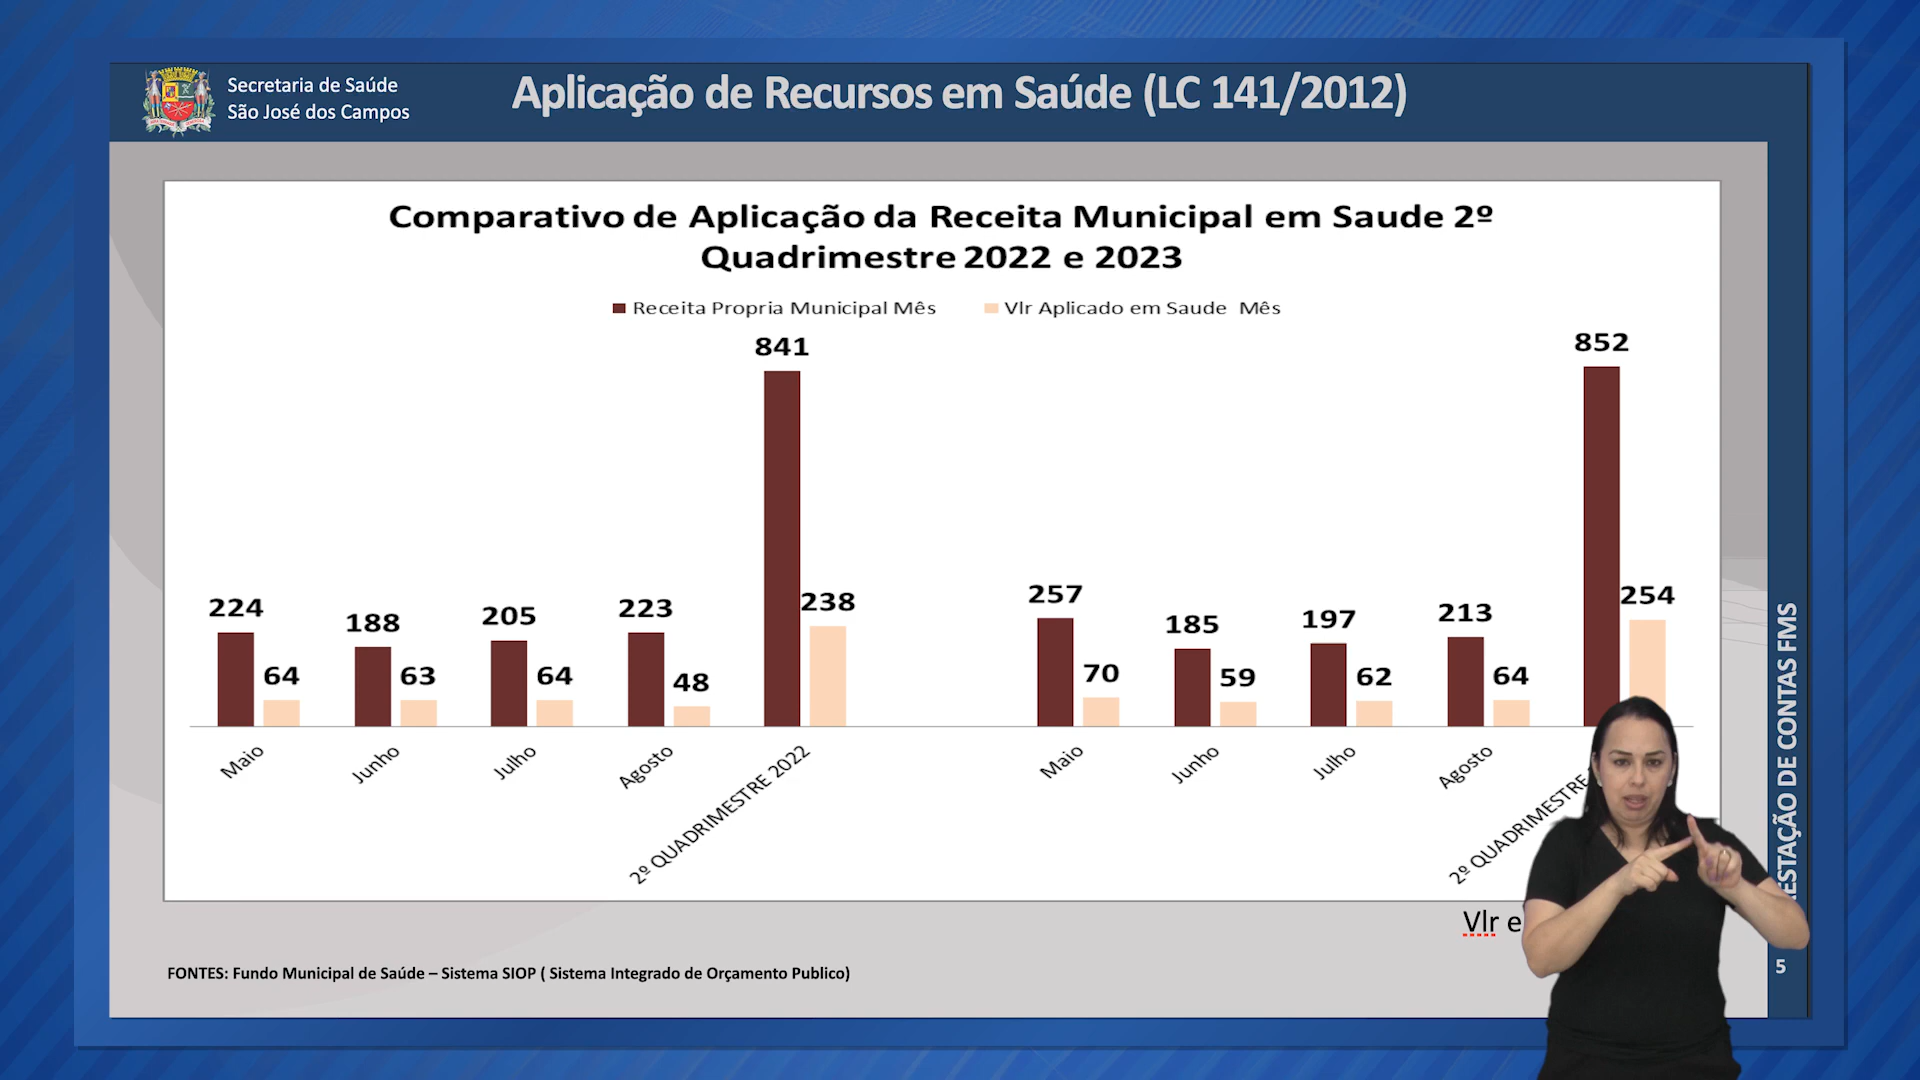 Secretaria de Saúde
São José dos Campos
Aplicação de Recursos em Saúde (LC 141/2012)
Comparativo de Aplicação da Receita Municipal em Saude 2º
Quadrimestre 2022 e 2023
Receita Propria Municipal Mês
Vlr Aplicado em Saude Mês
841
852
224
188
205
223
238
257
185
197
213
254
64
63
64
48
70
59
62
64
Maio
Junho
Julho
Agosto
2º QUADRIMESTRE 2022
Maio
Junho
Julho
Agosto
2º QUADRIMESTRE
DE CONTAS FMS
Vlr e
FONTES: Fundo Municipal de Saúde – Sistema SIOP ( Sistema Integrado de Orçamento Publico)
5